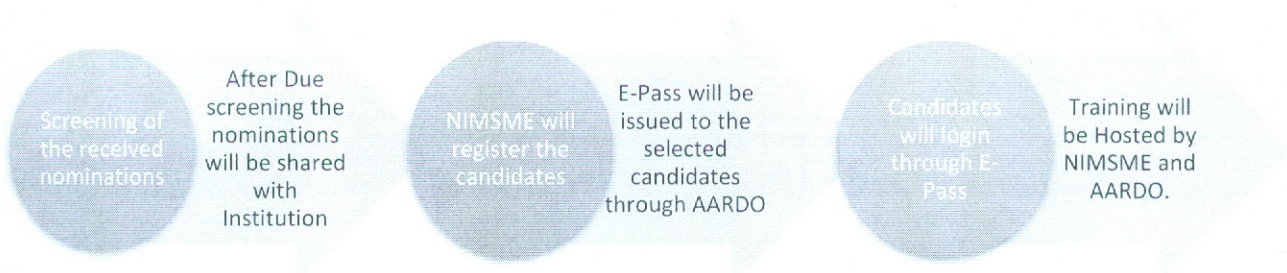 Screening of
the received
nominations
After Due
screening the
nominations
will be shared
with
Institution
NIMSME will
register the
candidates
E-Pass will be
issued to the
selected
candidates
through AARDO
Candidates
will login
through E-
Pass
Training will
be Hosted by
NIMSME and
AARDO.